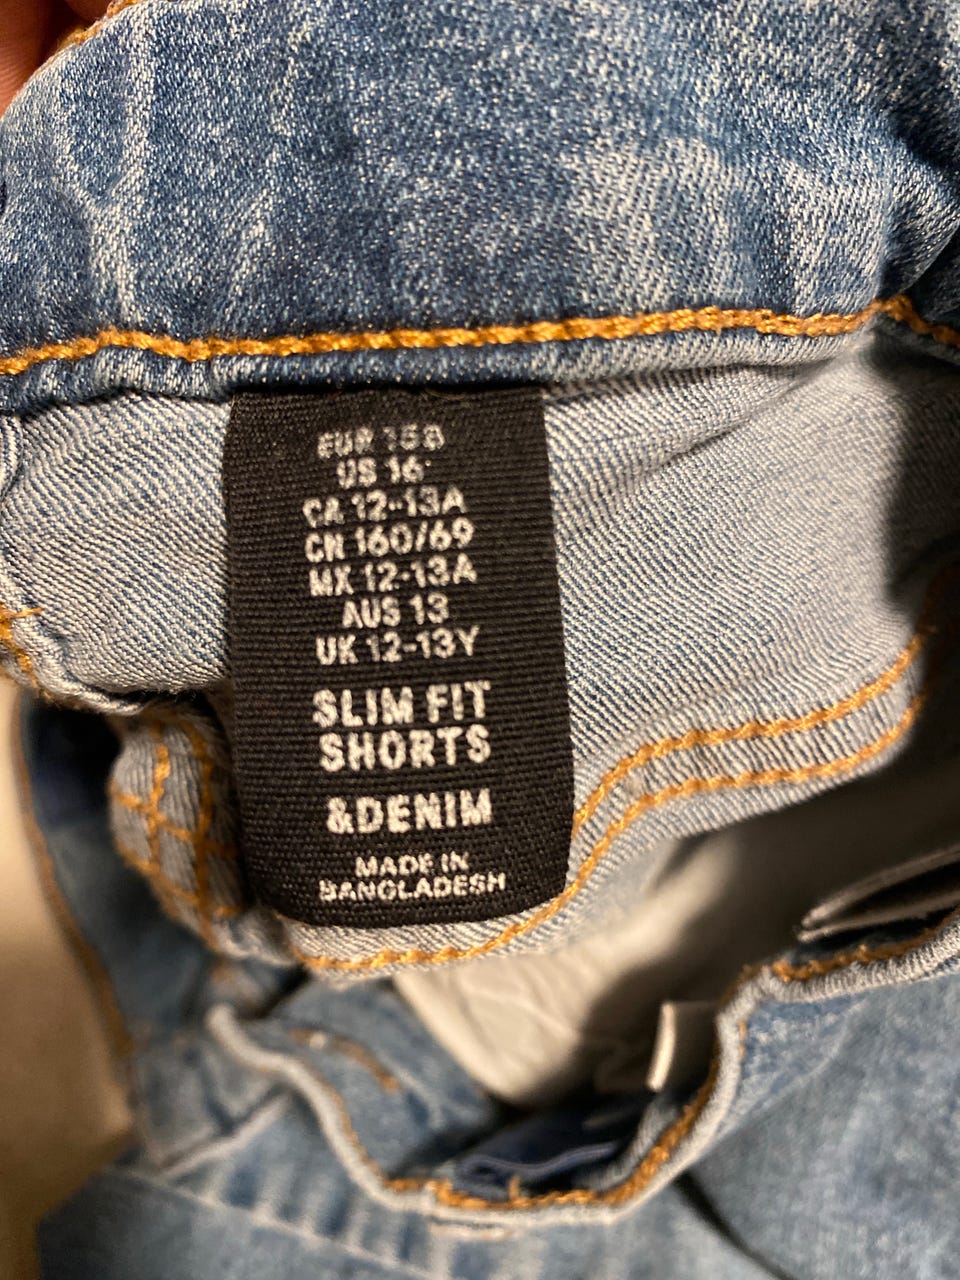 EUR 158
US 16
CA 12-13A
CN 160/69
MX 12-13A
AUS 13
UK 12-13Y
SLIM FIT
SHORTS
&DENIM
MADE IN
BANGLADESH